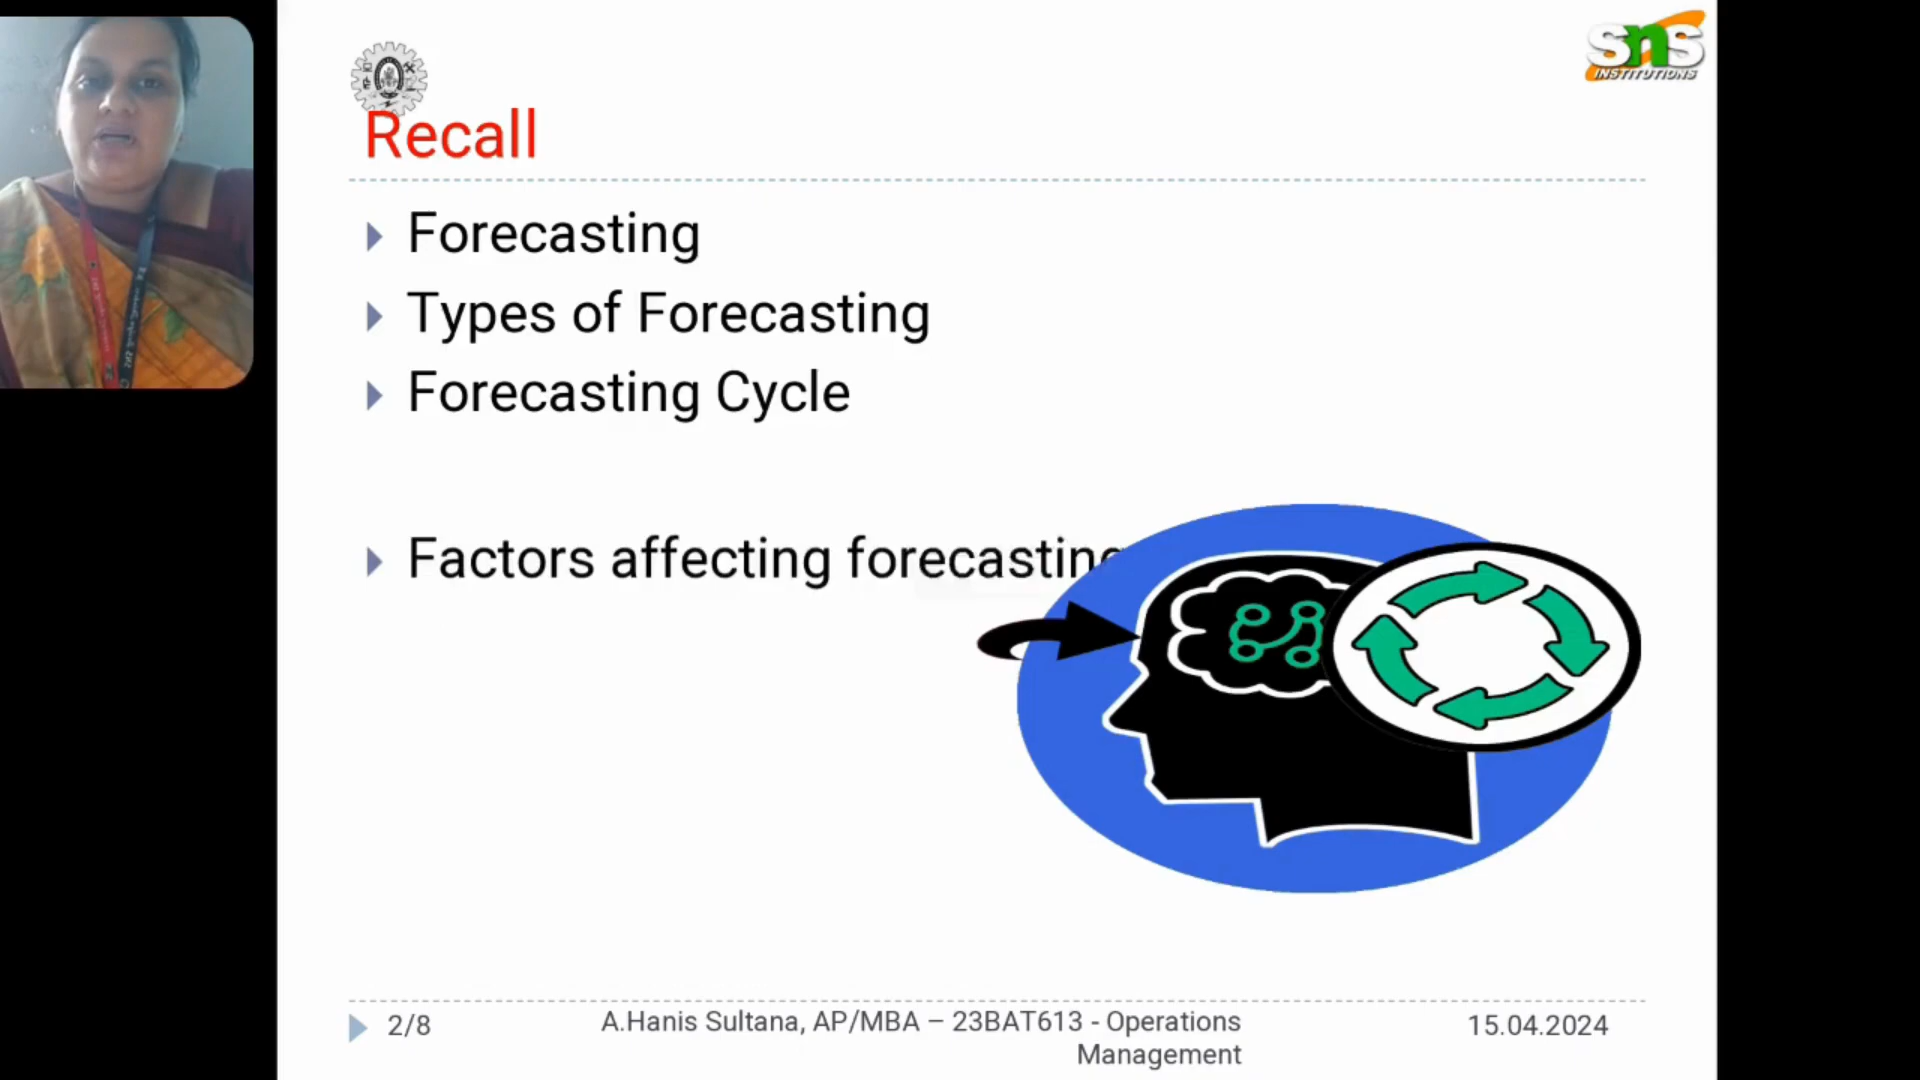 SnS
INSTITUTIONS
Recall
Forecasting
Types of Forecasting
Forecasting Cycle
Factors affecting forecasting
2/8
A.Hanis Sultana, AP/MBA – 23BAT613 - Operations
Management
15.04.2024